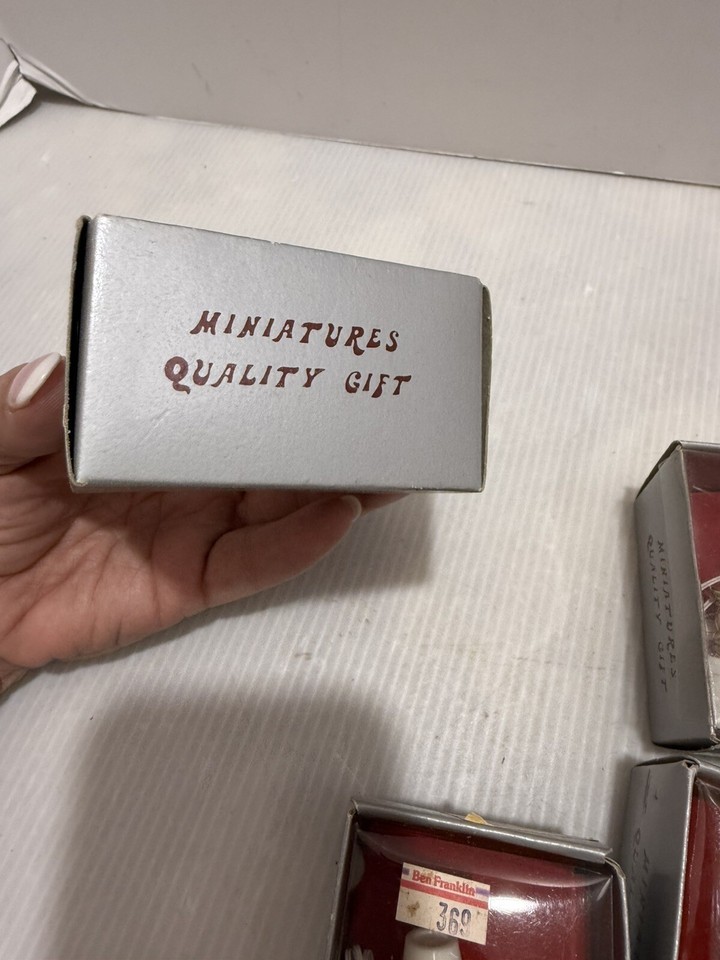 MINIATURES
QUALITY GIFT
MINIATURES
QUALITY GIFT
Ben Franklin
369